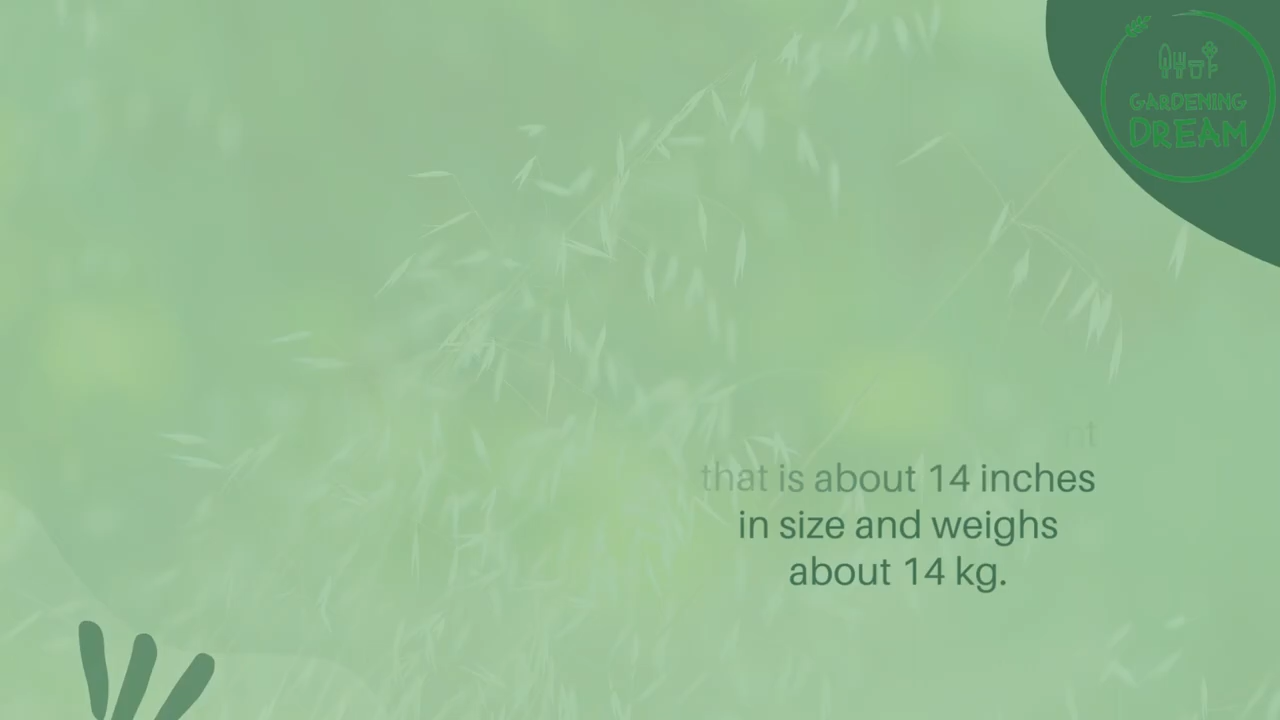 GARDENING
DREAM
that is about 14 inches
in size and weighs
about 14 kg.